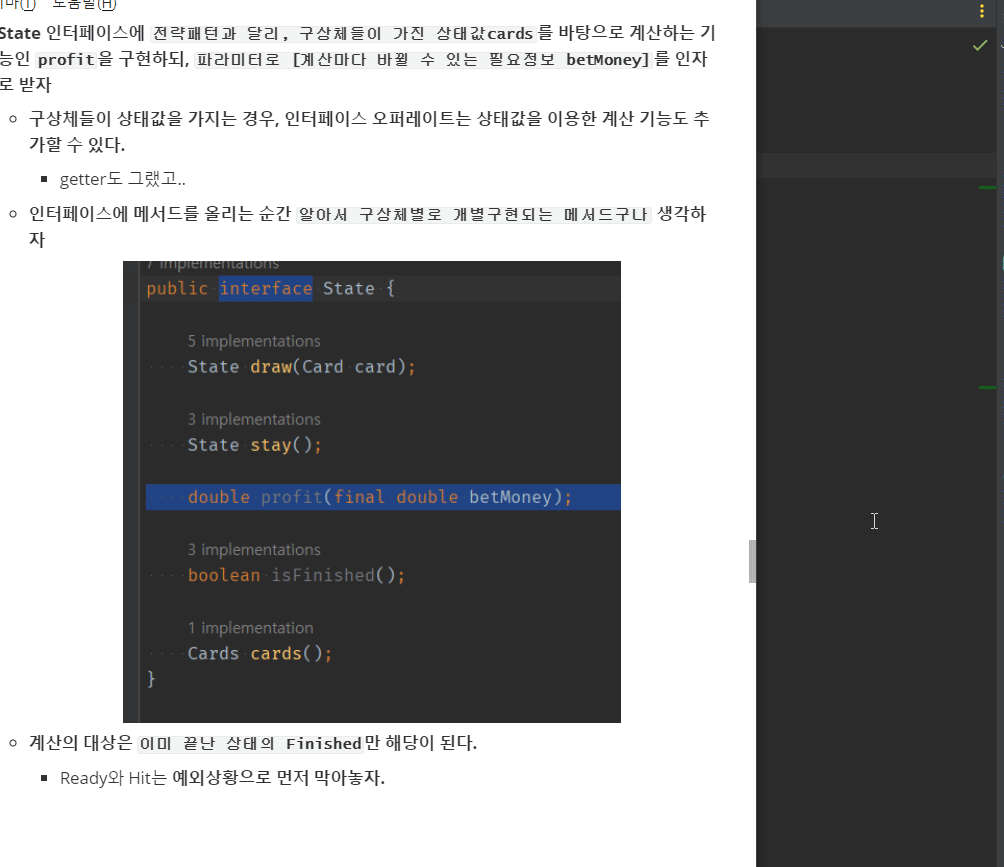 마(T) 도움말(H)
State 인터페이스에 전략패턴과 달리, 구상체들이 가진 상태값cards를 바탕으로 계산하는 기
능인 profit을 구현하되, 파라미터로 [계산마다 바뀔 수 있는 필요정보 betMoney]를 인자
로 받자
구상체들이 상태값을 가지는 경우, 인터페이스 오퍼레이트는 상태값을 이용한 계산 기능도 추
가할 수 있다.
getter도 그랬고..
인터페이스에 메서드를 올리는 순간 알아서 구상체별로 개별구현되는 메서드구나 생각하
자
7 implementations
public interface State {
5 implementations
State draw(Card card);
3 implementations
State stay();
double profit(final double betMoney);
3 implementations
boolean isFinished();
1 implementation
Cards cards();
}
계산의 대상은 이미 끝난 상태의 Finished만 해당이 된다.
Ready와 Hit는 예외상황으로 먼저 막아놓자.